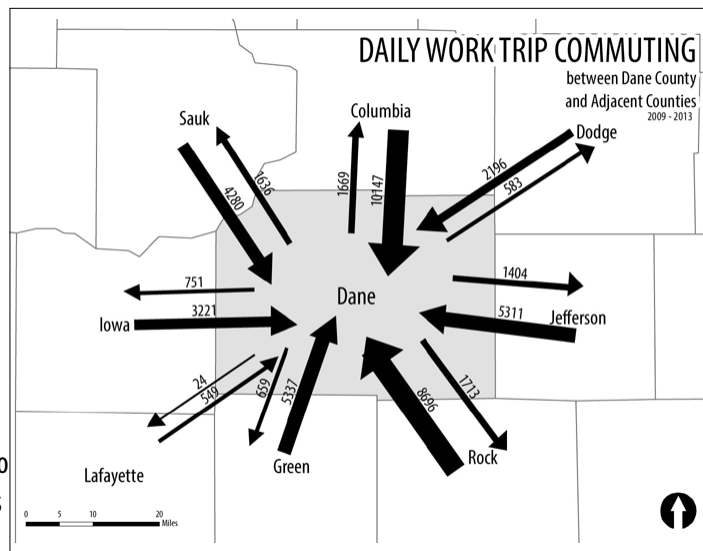 DAILY WORK TRIP COMMUTING
between Dane County
and Adjacent Counties
2009 - 2013
Sauk
Columbia
Dodge
4280
1636
1669
10147
2196
583
Dane
751
3221
Iowa
1404
5311
Jefferson
24
549
659
5337
8696
1713
Lafayette
Green
Rock
0 5 10 20
Miles